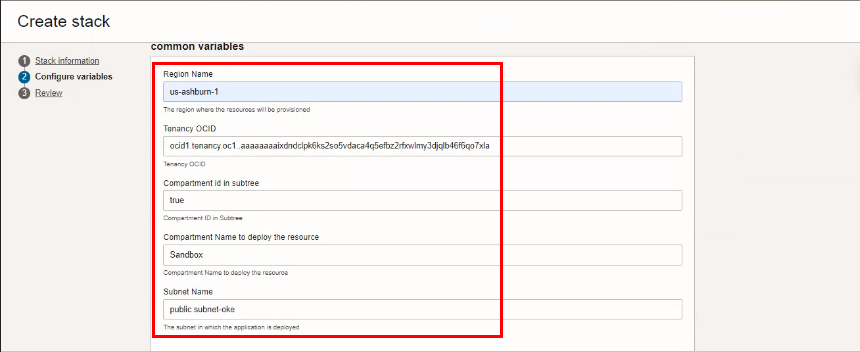 Create stack
common variables
1 Stack information
2 Configure variables
3 Review
Region Name
us-ashburn-1
The region where the resources will be provisioned
Tenancy OCID
ocid1.tenancy.oc1..aaaaaaaaixdndclpk6ks2so5vdaca4q5efbz2rfxwlmy3djqlb46f6qo7xla
Tenancy OCID
Compartment id in subtree
true
Compartment ID in Subtree
Compartment Name to deploy the resource
Sandbox
Compartment Name to deploy the resource
Subnet Name
public subnet-oke
The subnet in which the application is deployed